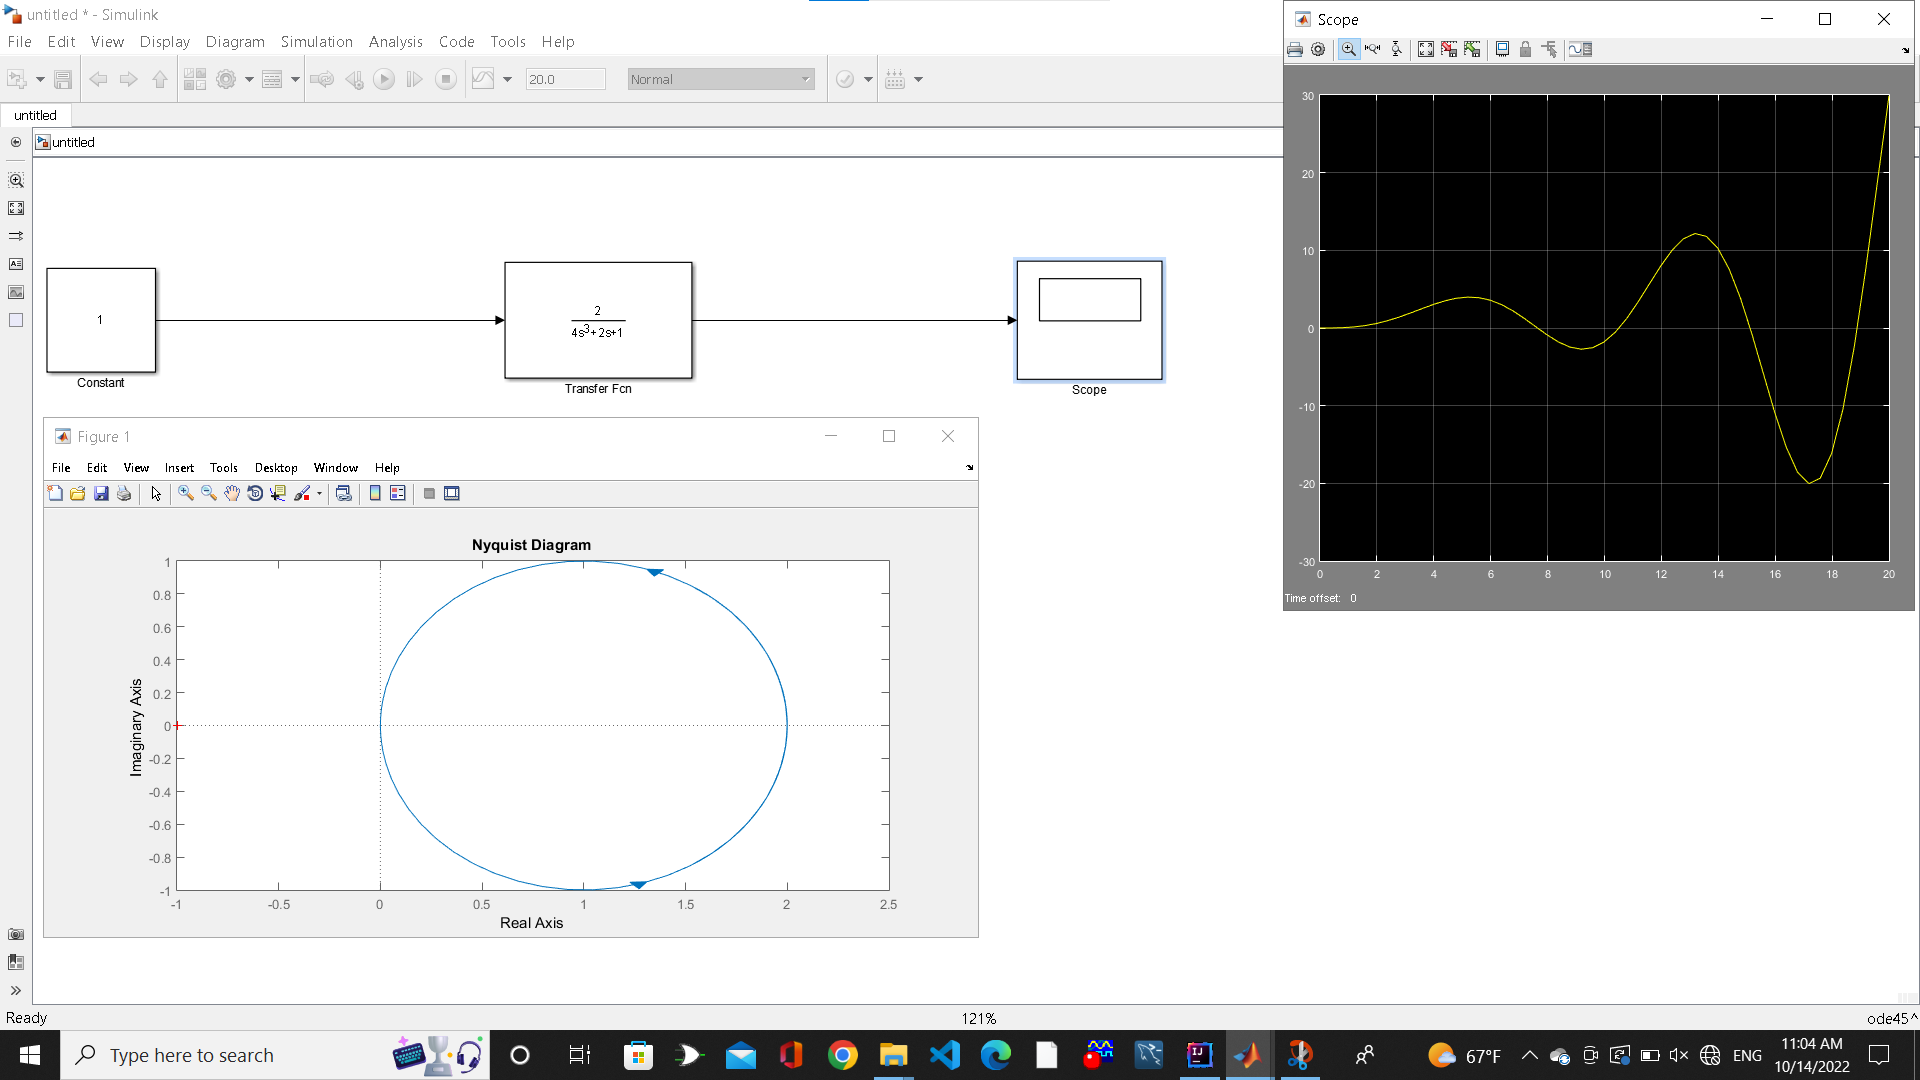 untitled * - Simulink
File Edit View Display Diagram Simulation Analysis Code Tools Help
20.0
Normal
untitled
untitled
1
Constant
2
4s3+2s+1
Transfer Fcn
Scope
Figure 1
File Edit View Insert Tools Desktop Window Help
Nyquist Diagram
Imaginary Axis
1
0.8
0.6
0.4
0.2
0
-0.2
-0.4
-0.6
-0.8
-1
-1 -0.5 0 0.5 1 1.5 2 2.5
Real Axis
Scope
30
20
10
0
-10
-20
-30
0 2 4 6 8 10 12 14 16 18 20
Time offset: 0
Ready
121%
ode45
Type here to search
67°F
ENG
11:04 AM
10/14/2022